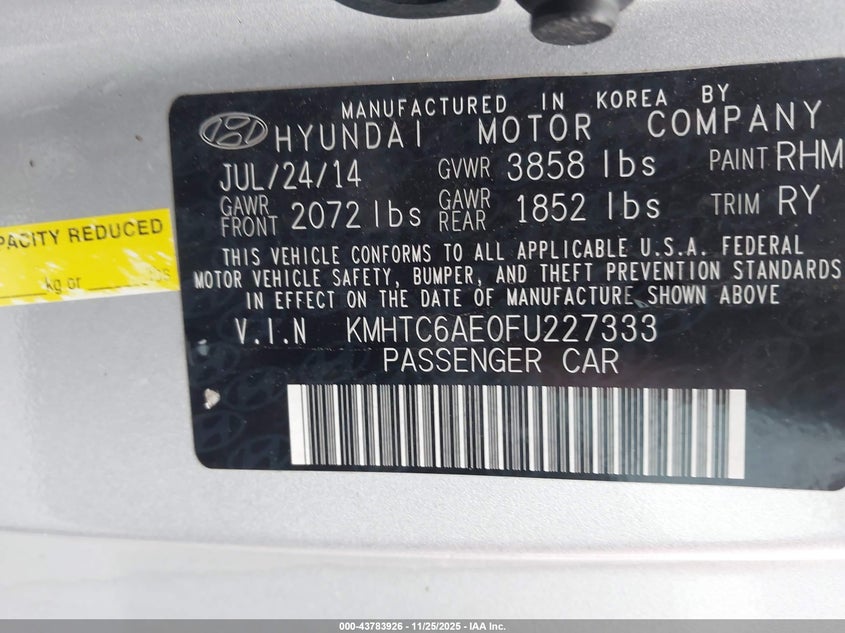 MANUFACTURED IN KOREA BY
HYUNDAI MOTOR COMPANY
JUL/24/14 GVWR 3858 lbs PAINT RHM
GAWR FRONT 2072 lbs GAWR REAR 1852 lbs TRIM RY
THIS VEHICLE CONFORMS TO ALL APPLICABLE U.S.A. FEDERAL
MOTOR VEHICLE SAFETY, BUMPER, AND THEFT PREVENTION STANDARDS
IN EFFECT ON THE DATE OF MANUFACTURE SHOWN ABOVE
V.I.N KMHTC6AE0FU227333
PASSENGER CAR
PACITY REDUCED
kg or lbs
000-43783926 - 11/25/2025 - IAA Inc.